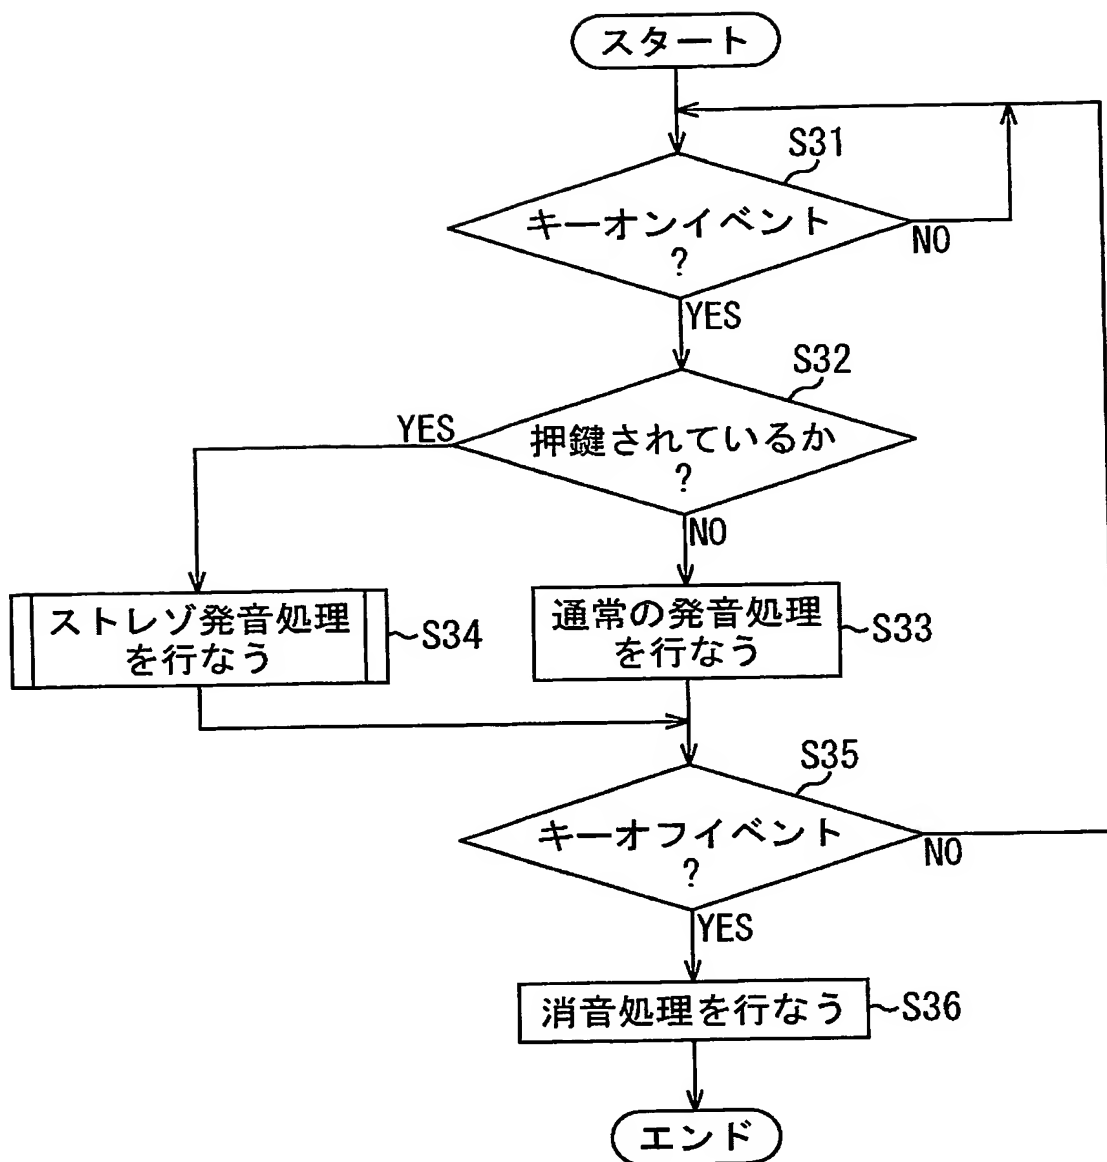 スタート
S31
キーオンイベント
?
NO
YES
S32
押鍵されているか
?
YES
NO
ストレゾ発音処理
を行なう
S34
通常の発音処理
を行なう
S33
S35
キーオフイベント
?
NO
YES
消音処理を行なう
S36
エンド